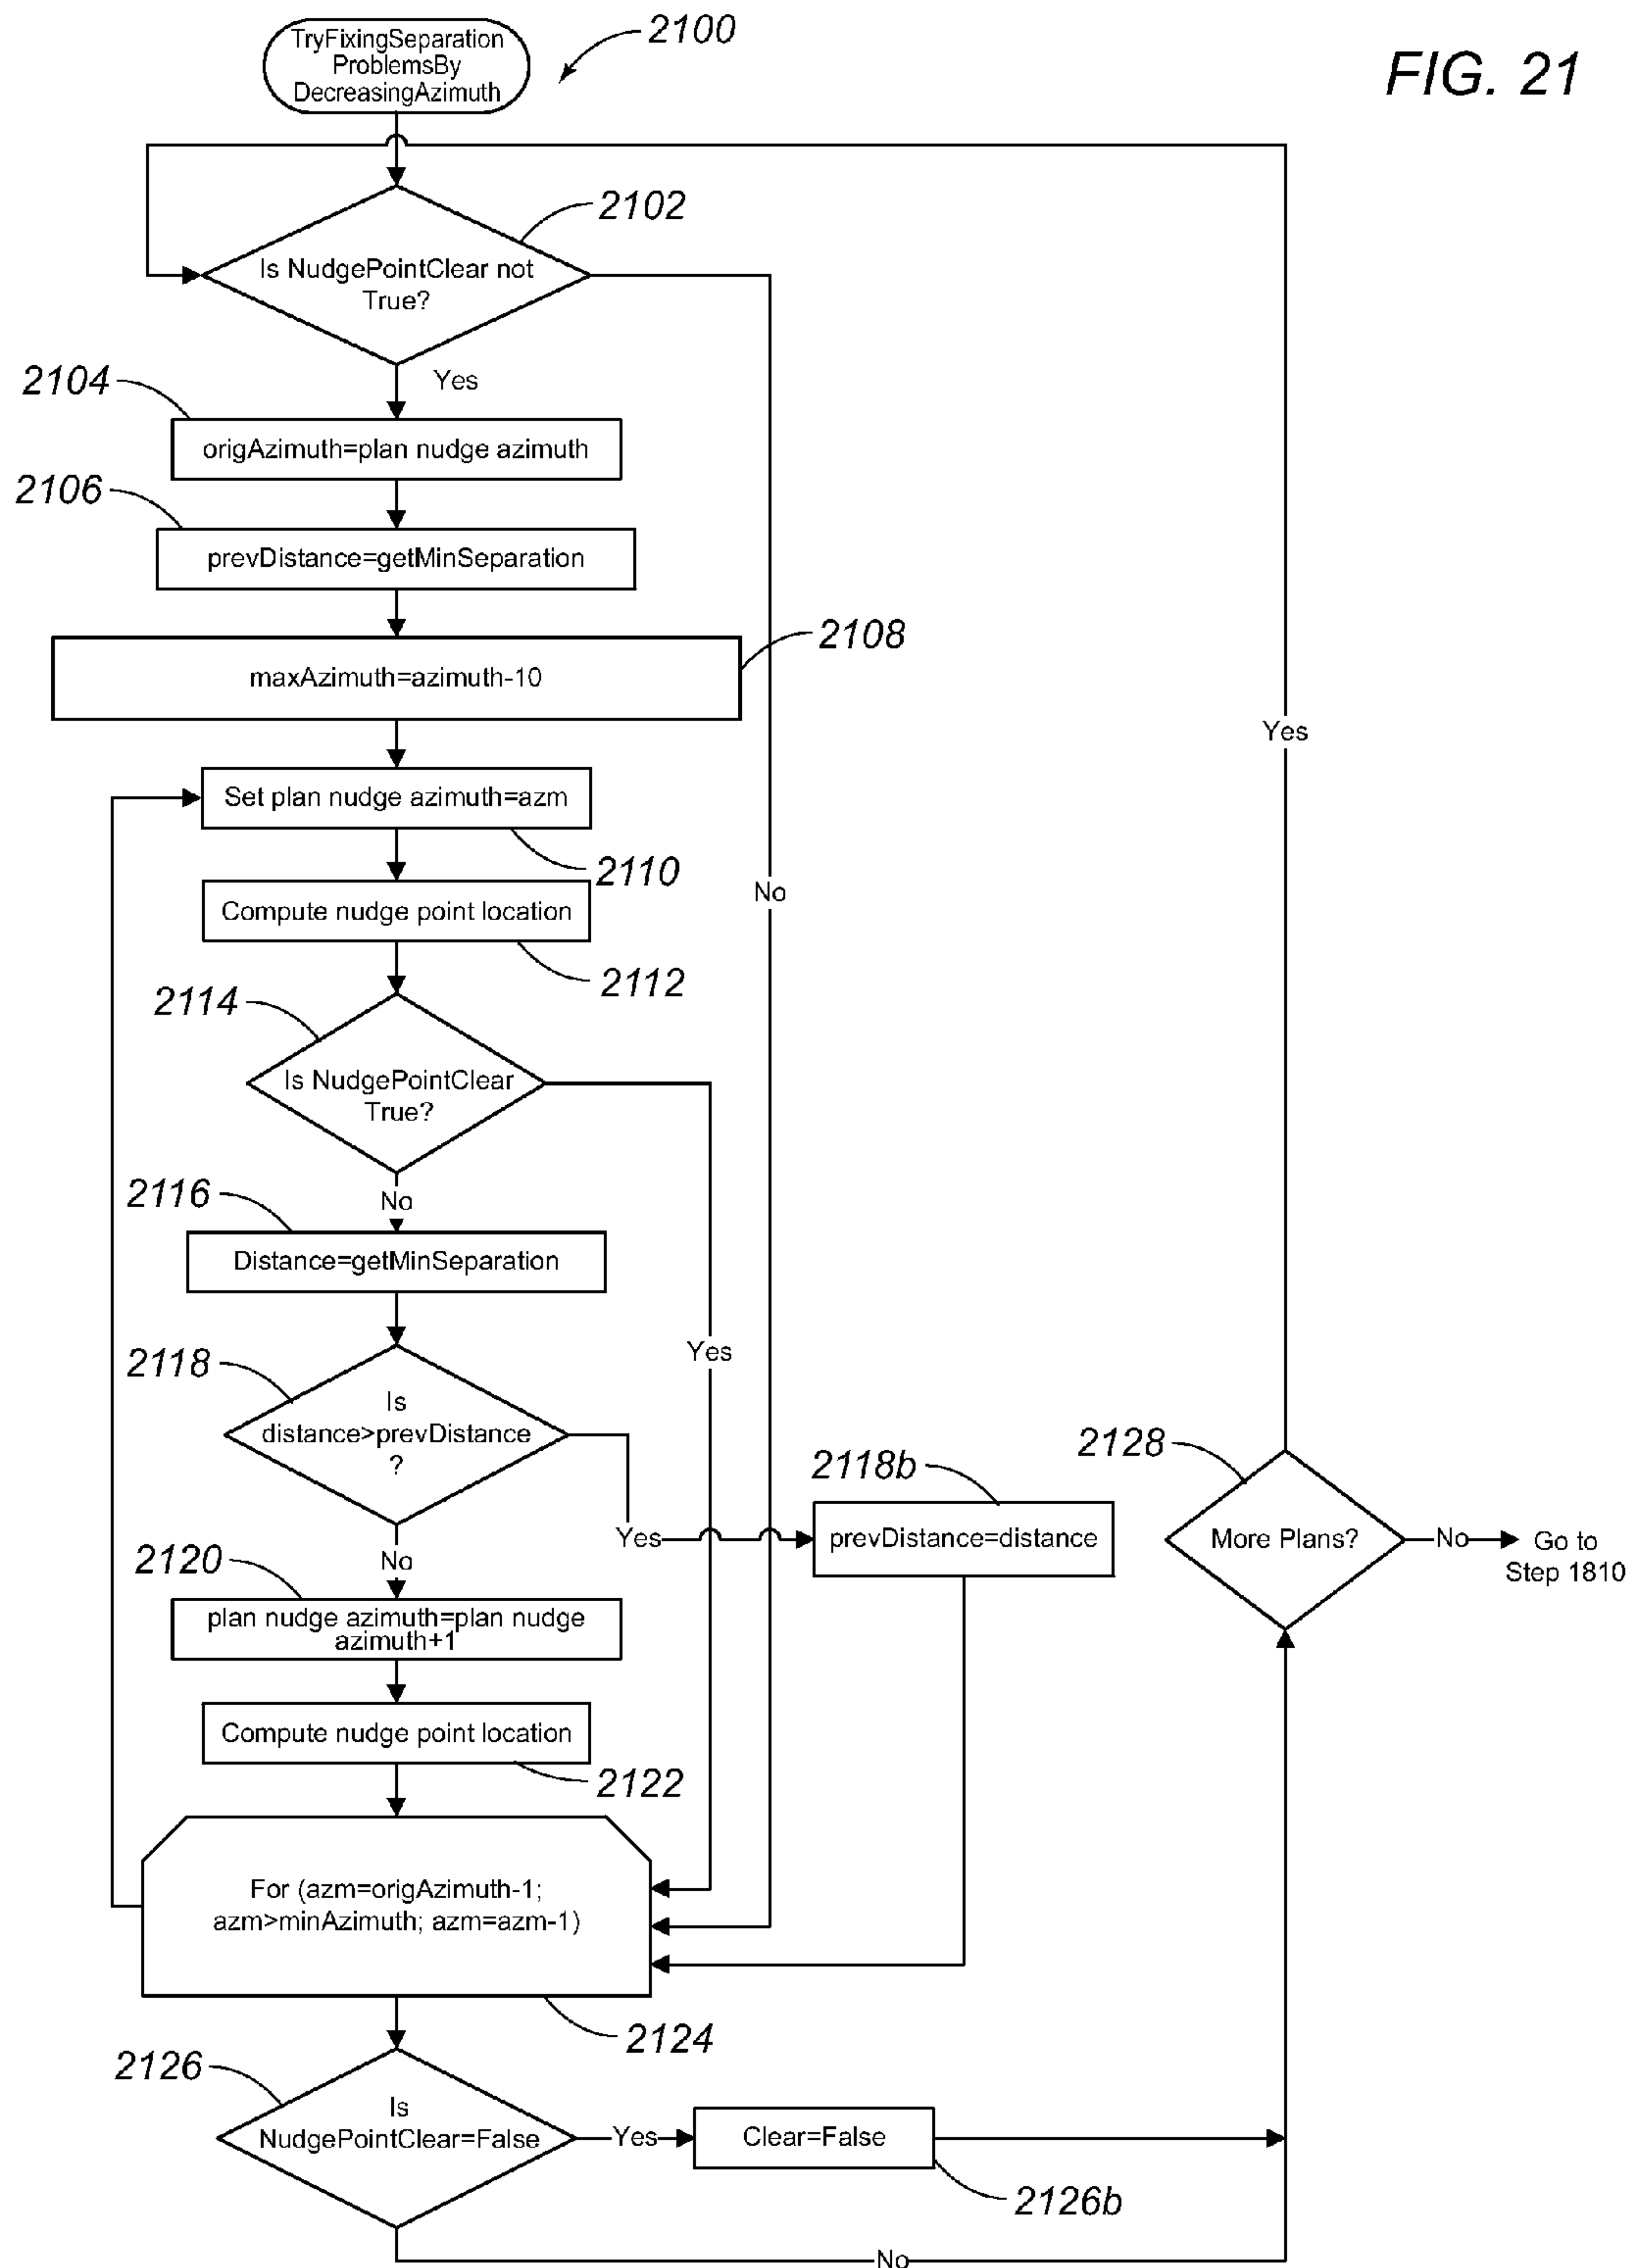 TryFixingSeparation
ProblemsBy
DecreasingAzimuth
2100
FIG. 21
2102
Is NudgePointClear not
True?
Yes
2104
origAzimuth=plan nudge azimuth
2106
prevDistance=getMinSeparation
2108
maxAzimuth=azimuth-10
Yes
Set plan nudge azimuth=azm
2110
No
Compute nudge point location
2112
2114
Is NudgePointClear
True?
No
2116
Distance=getMinSeparation
Yes
2118
Is
distance>prevDistance
?
2118b
Yes
prevDistance=distance
2128
More Plans?
No
Go to
Step 1810
No
2120
plan nudge azimuth=plan nudge
azimuth+1
Compute nudge point location
2122
For (azm=origAzimuth-1;
azm>minAzimuth; azm=azm-1)
2124
2126
Is
NudgePointClear=False
Yes
Clear=False
2126b
No